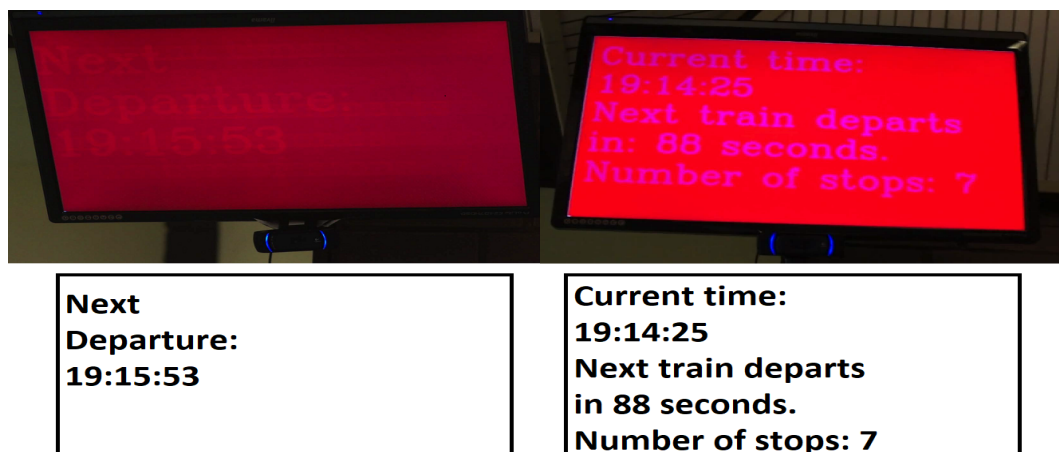 Next
Departure:
19:15:53
Current time:
19:14:25
Next train departs
in: 88 seconds.
Number of stops: 7
Next
Departure:
19:15:53
Current time:
19:14:25
Next train departs
in 88 seconds.
Number of stops: 7